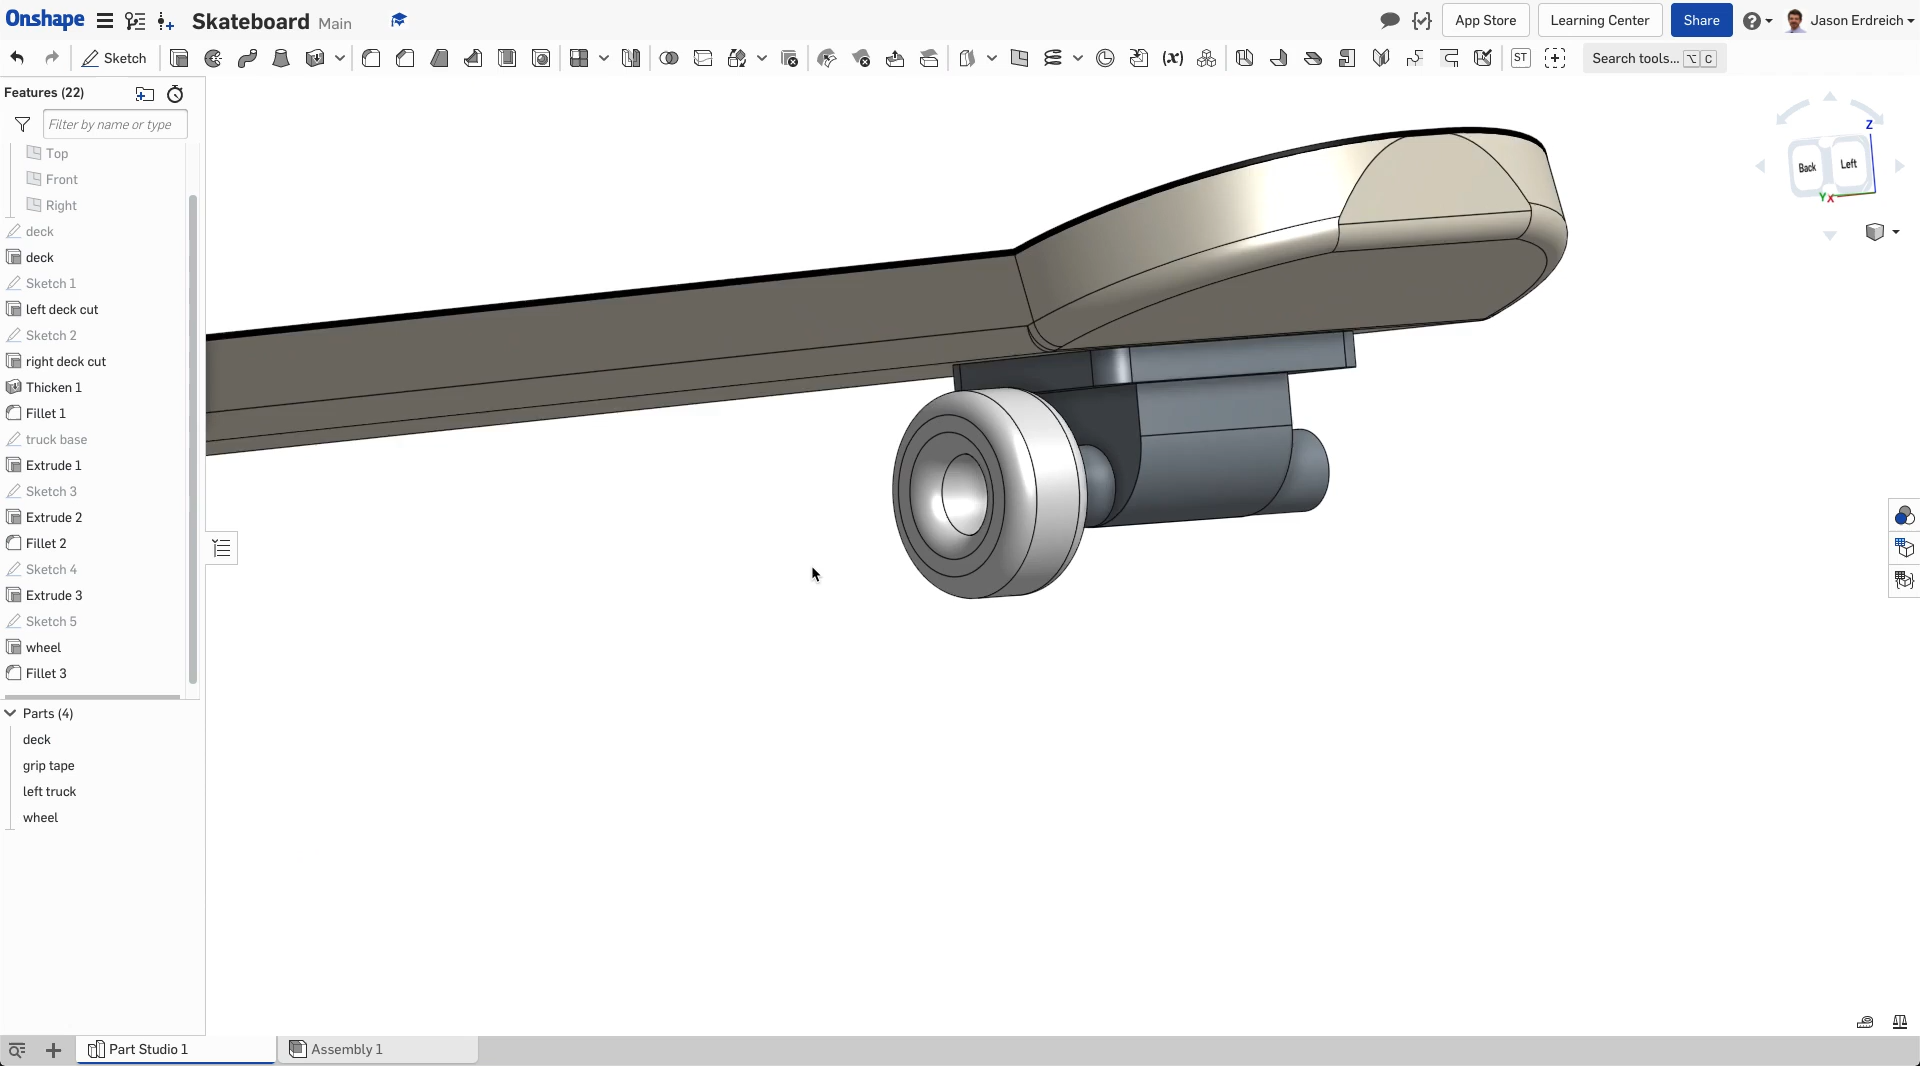 Onshape Skateboard Main App Store Learning Center Share Jason Erdreich
Sketch ST Search tools... ⌥ C
Features (22)
Filter by name or type
Top
Front
Right
deck
deck
Sketch 1
left deck cut
Sketch 2
right deck cut
Thicken 1
Fillet 1
truck base
Extrude 1
Sketch 3
Extrude 2
Fillet 2
Sketch 4
Extrude 3
Sketch 5
wheel
Fillet 3
Parts (4)
deck
grip tape
left truck
wheel
Z
Back Left
Y X
Part Studio 1 Assembly 1